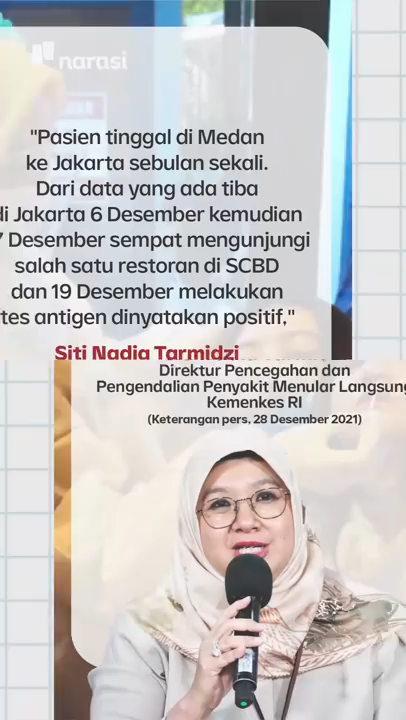 narasi
"Pasien tinggal di Medan
ke Jakarta sebulan sekali.
Dari data yang ada tiba
di Jakarta 6 Desember kemudian
7 Desember sempat mengunjungi
salah satu restoran di SCBD
dan 19 Desember melakukan
tes antigen dinyatakan positif,"
Siti Nadia Tarmidzi
Direktur Pencegahan dan
Pengendalian Penyakit Menular Langsung
Kemenkes RI
(Keterangan pers, 28 Desember 2021)